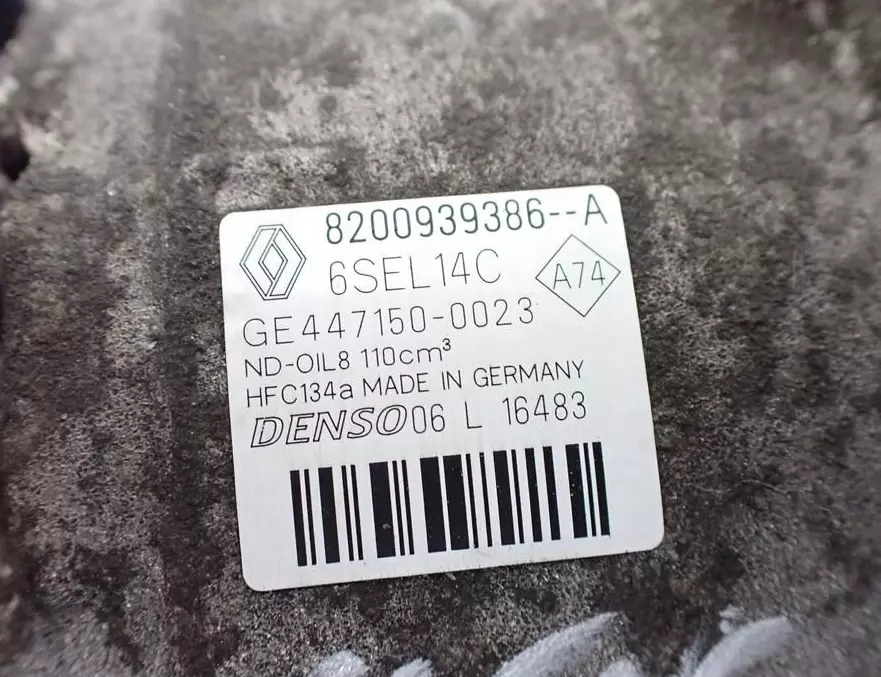 8200939386--A
6SEL14C
A74
GE447150-0023
ND-OIL8 110cm³
HFC134a MADE IN GERMANY
DENSO 06 L 16483